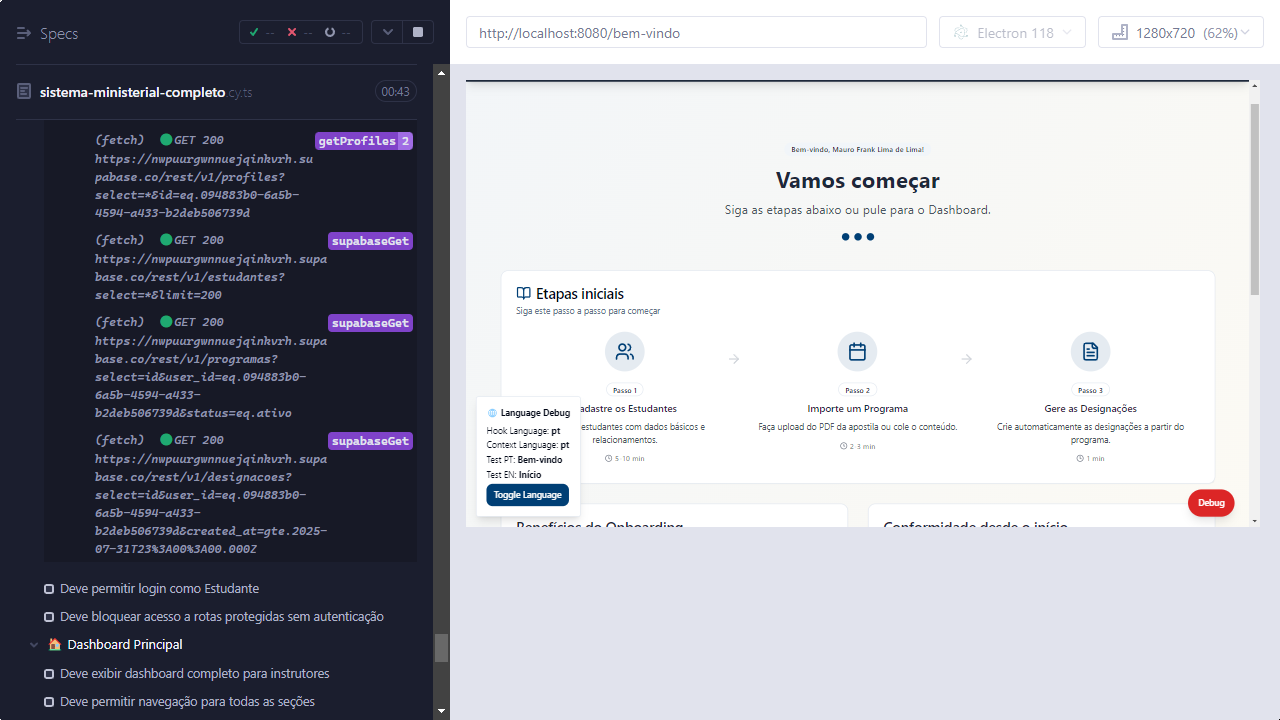 Specs
-- -- --
sistema-ministerial-completo cy.ts
00:43
(fetch) GET 200
getProfiles 2
https://nwpuurgwnnuejqinkvrh.su
pabase.co/rest/v1/profiles?
select=*&id=eq.094883b0-6a5b-
4594-a433-b2deb506739d
(fetch) GET 200
supabaseGet
https://nwpuurgwnnuejqinkvrh.supa
base.co/rest/v1/estudantes?
select=*&limit=200
(fetch) GET 200
supabaseGet
https://nwpuurgwnnuejqinkvrh.supa
base.co/rest/v1/programas?
select=id&user_id=eq.094883b0-
6a5b-4594-a433-
b2deb506739d&status=eq.ativo
(fetch) GET 200
supabaseGet
https://nwpuurgwnnuejqinkvrh.supa
base.co/rest/v1/designacoes?
select=id&user_id=eq.094883b0-
6a5b-4594-a433-
b2deb506739d&created_at=gte.2025-
07-31T23%3A00%3A00.000Z
Deve permitir login como Estudante
Deve bloquear acesso a rotas protegidas sem autenticação
Dashboard Principal
Deve exibir dashboard completo para instrutores
Deve permitir navegação para todas as seções
http://localhost:8080/bem-vindo
Electron 118
1280x720 (62%)
Bem-vindo, Mauro Frank Lima de Lima!
Vamos começar
Siga as etapas abaixo ou pule para o Dashboard.
Etapas iniciais
Siga este passo a passo para começar
Passo 1
adastre os Estudantes
estudantes com dados básicos e
relacionamentos.
5-10 min
Passo 2
Importe um Programa
Faça upload do PDF da apostila ou cole o conteúdo.
2-3 min
Passo 3
Gere as Designações
Crie automaticamente as designações a partir do
programa.
1 min
Language Debug
Hook Language: pt
Context Language: pt
Test PT: Bem-vindo
Test EN: Início
Toggle Language
Debug
Benefícios do Onboarding
Conformidade desde o início